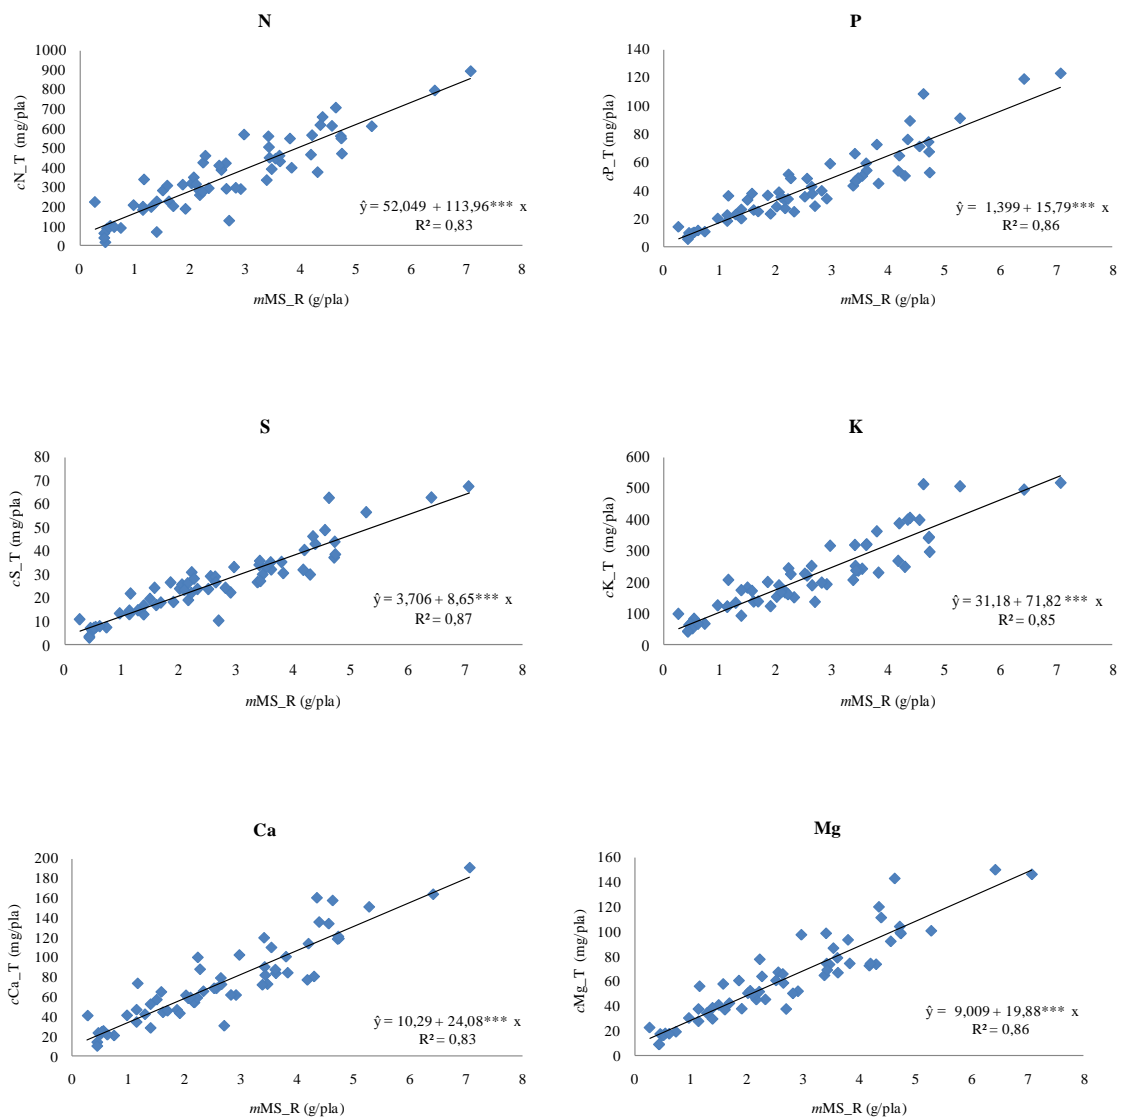 N
1000
900
800
700
600
500
400
300
200
100
0
cN_T (mg/pla)
ŷ = 52,049 + 113,96*** x
R² = 0,83
0 1 2 3 4 5 6 7 8
mMS_R (g/pla)
P
140
120
100
80
60
40
20
0
cP_T (mg/pla)
ŷ = 1,399 + 15,79*** x
R² = 0,86
0 1 2 3 4 5 6 7 8
mMS_R (g/pla)
S
80
70
60
50
40
30
20
10
0
cS_T (mg/pla)
ŷ = 3,706 + 8,65*** x
R² = 0,87
0 1 2 3 4 5 6 7 8
mMS_R (g/pla)
K
600
500
400
300
200
100
0
cK_T (mg/pla)
ŷ = 31,18 + 71,82 *** x
R² = 0,85
0 1 2 3 4 5 6 7 8
mMS_R (g/pla)
Ca
200
180
160
140
120
100
80
60
40
20
0
cCa_T (mg/pla)
ŷ = 10,29 + 24,08*** x
R² = 0,83
0 1 2 3 4 5 6 7 8
mMS_R (g/pla)
Mg
160
140
120
100
80
60
40
20
0
cMg_T (mg/pla)
ŷ = 9,009 + 19,88*** x
R² = 0,86
0 1 2 3 4 5 6 7 8
mMS_R (g/pla)